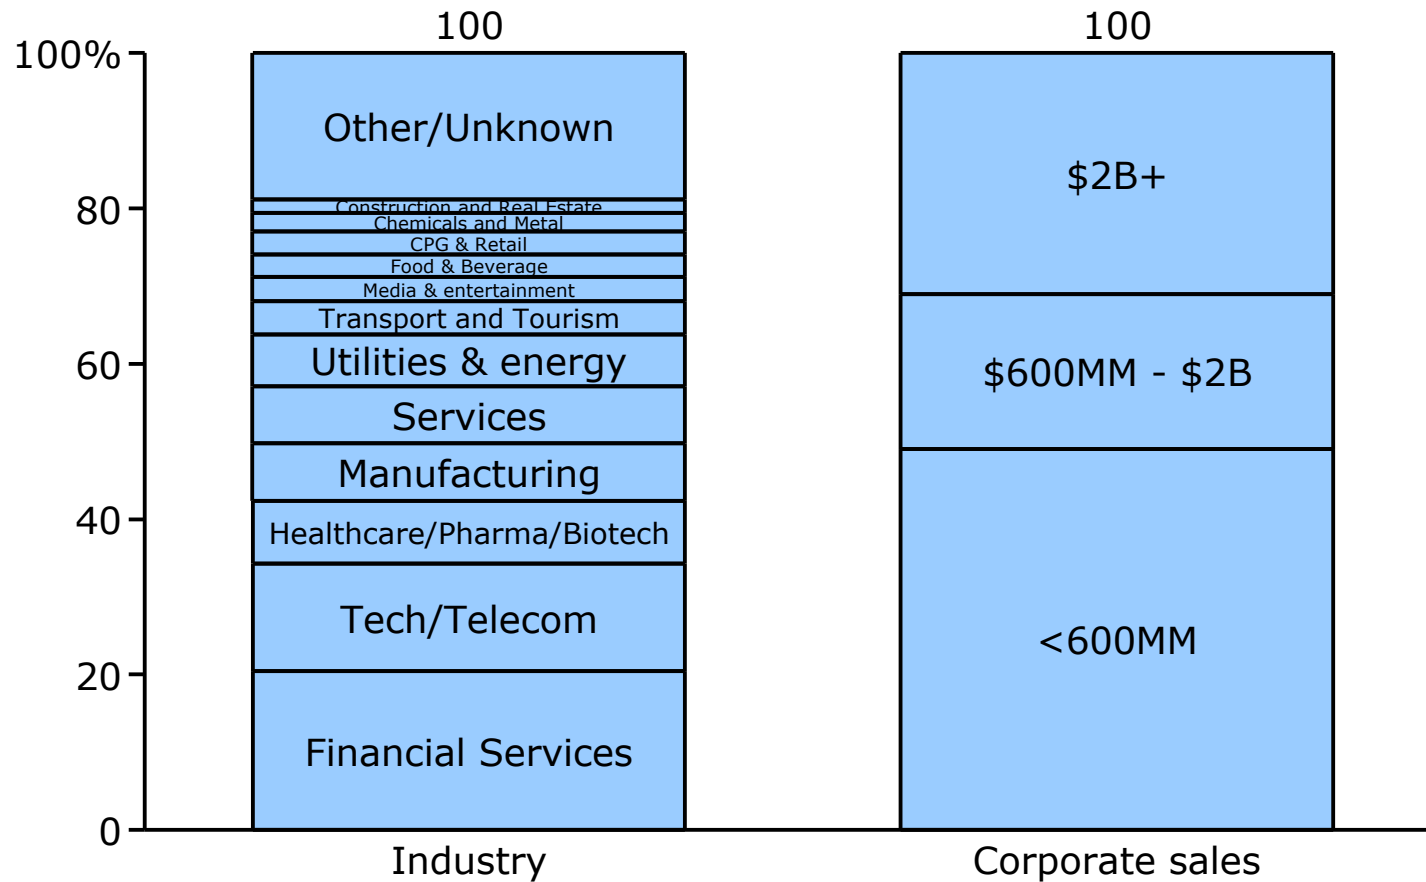 100
100
100%
80
60
40
20
0
Other/Unknown
Construction and Real Estate
Chemicals and Metal
CPG & Retail
Food & Beverage
Media & entertainment
Transport and Tourism
Utilities & energy
Services
Manufacturing
Healthcare/Pharma/Biotech
Tech/Telecom
Financial Services
$2B+
$600MM - $2B
<600MM
Industry
Corporate sales